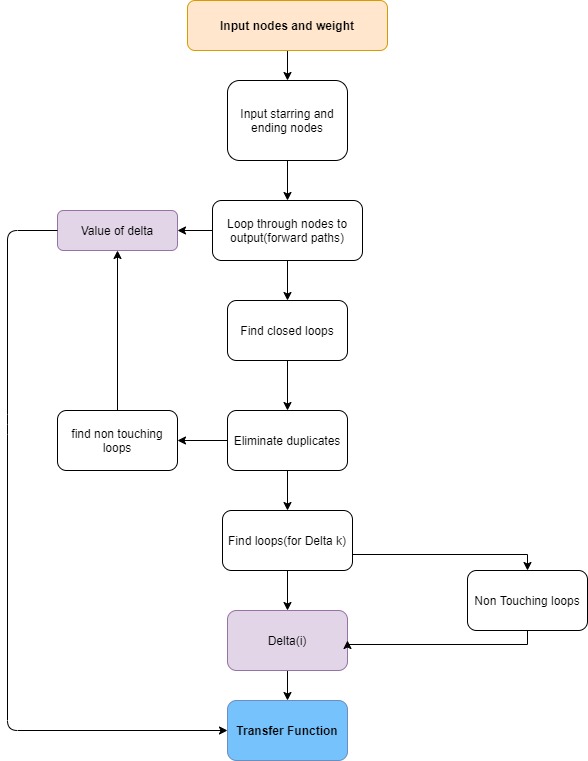 Input nodes and weight
Input starring and
ending nodes
Loop through nodes to
output(forward paths)
Value of delta
Find closed loops
find non touching
loops
Eliminate duplicates
Find loops(for Delta k)
Non Touching loops
Delta(i)
Transfer Function